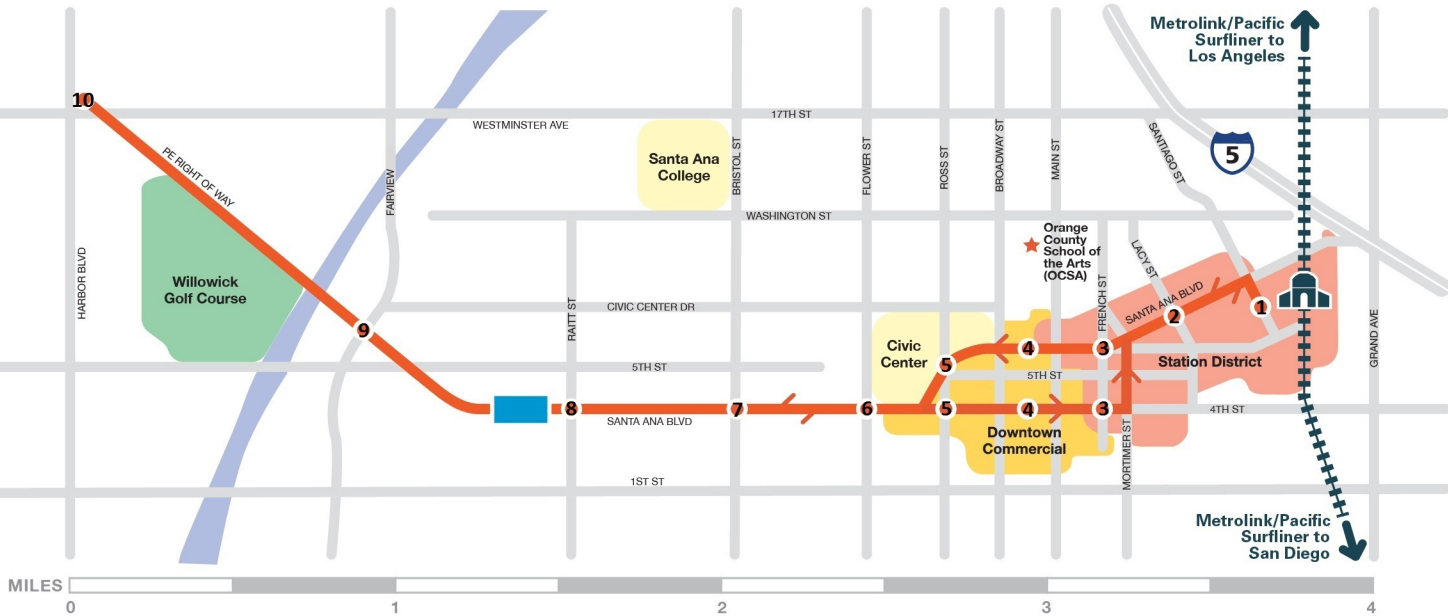 Metrolink/Pacific
Surfliner to
Los Angeles
10
17TH ST
WESTMINSTER AVE
5
PE RIGHT OF WAY
Santa Ana
College
BRISTOL ST
FLOWER ST
ROSS ST
BROADWAY ST
MAIN ST
SANTIAGO ST
FAIRVIEW
WASHINGTON ST
Orange
County
School of
the Arts
(OCSA)
HARBOR BLVD
Willowick
Golf Course
LACY ST
FRENCH ST
SANTA ANA BLVD
RAITT ST
CIVIC CENTER DR
1
2
9
GRAND AVE
Civic
Center
4
3
5
Station District
5TH ST
5TH ST
8
7
6
5
4
3
4TH ST
SANTA ANA BLVD
Downtown
Commercial
MORTIMER ST
1ST ST
Metrolink/Pacific
Surfliner to
San Diego
MILES
0
1
2
3
4